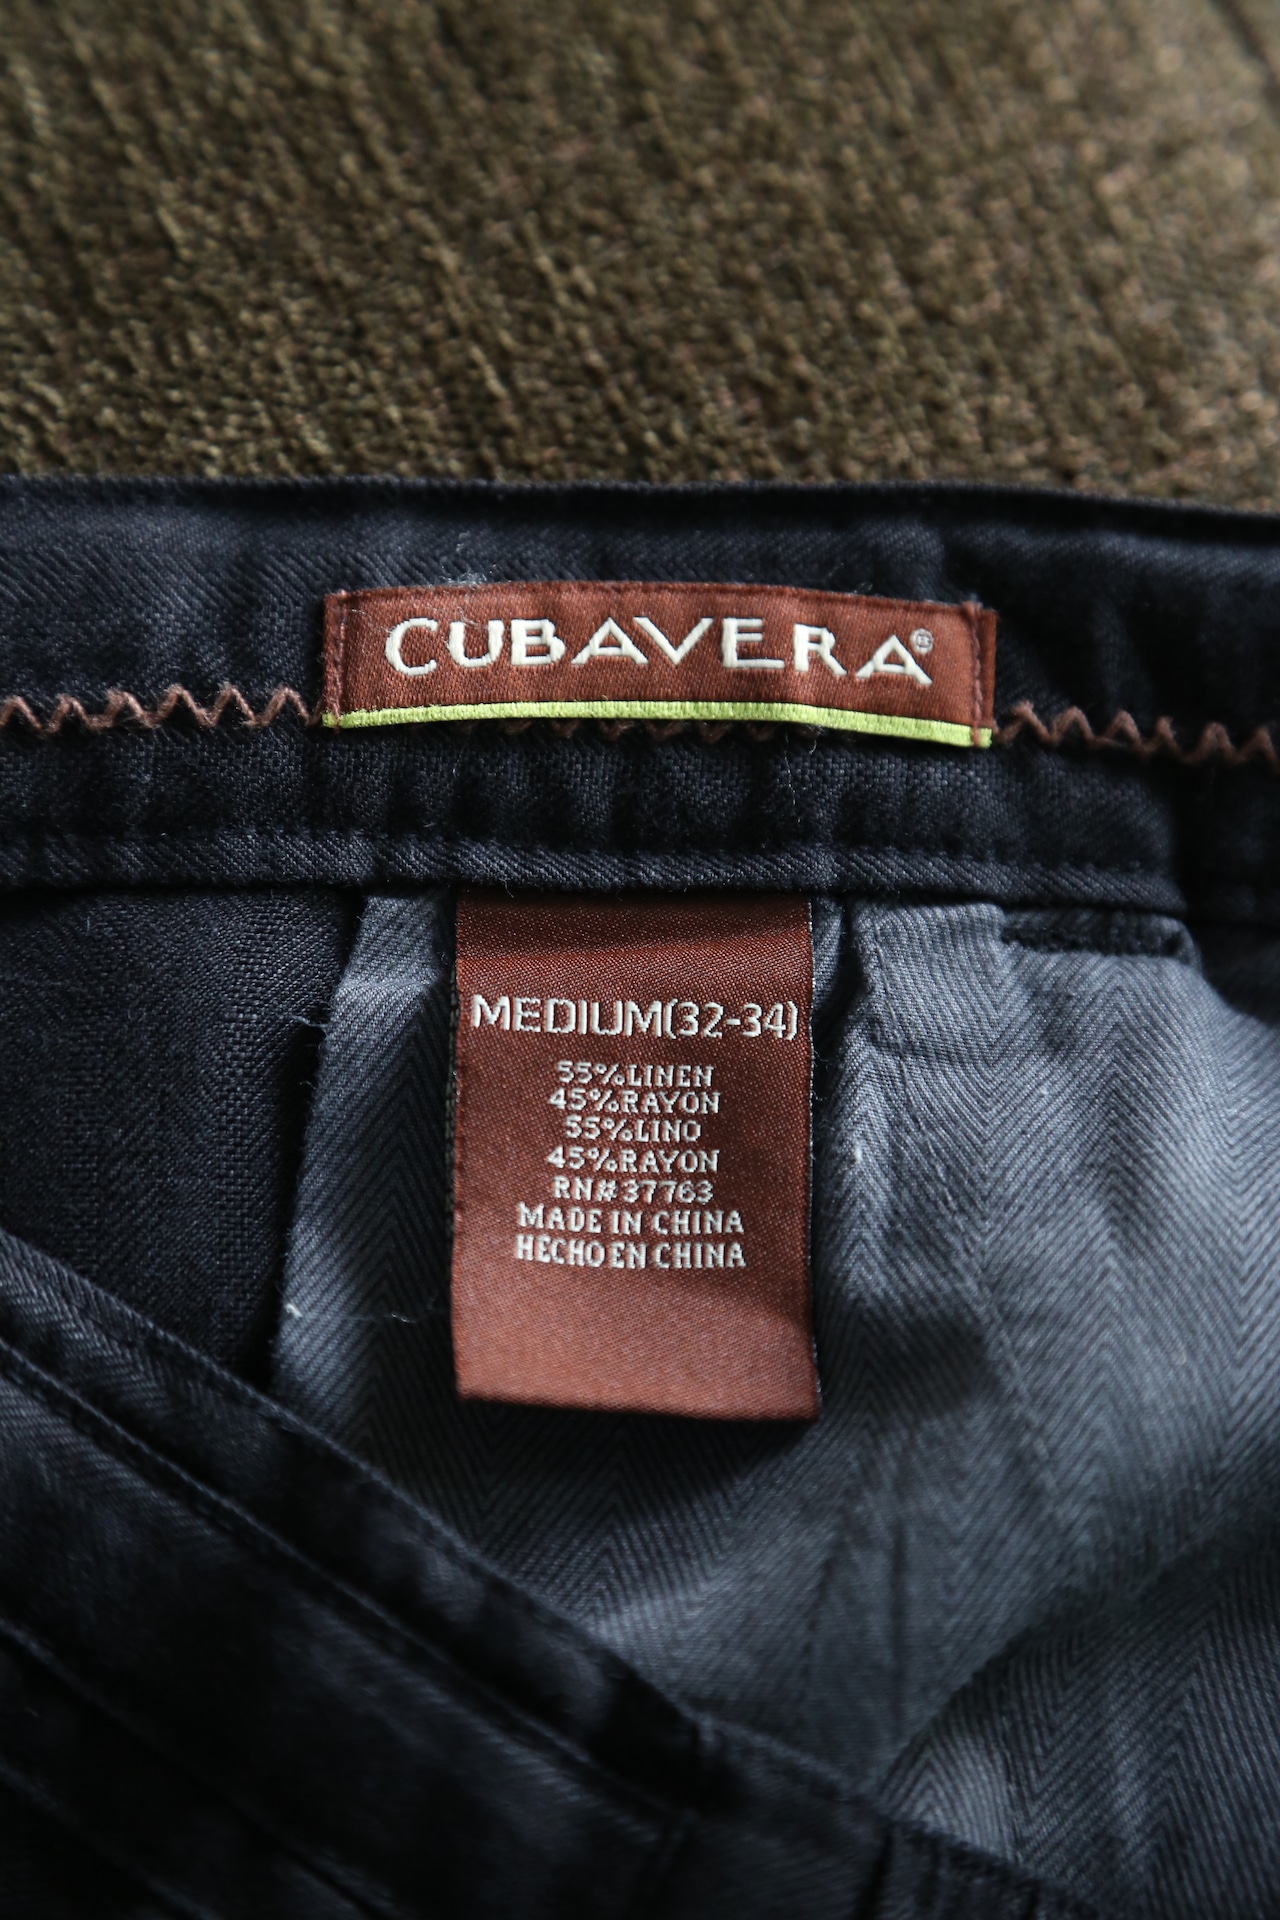 CUBAVERA®
MEDIUM(32-34)
55%LINEN
45%RAYON
55%LINO
45%RAYON
RN#37763
MADE IN CHINA
HECHO EN CHINA